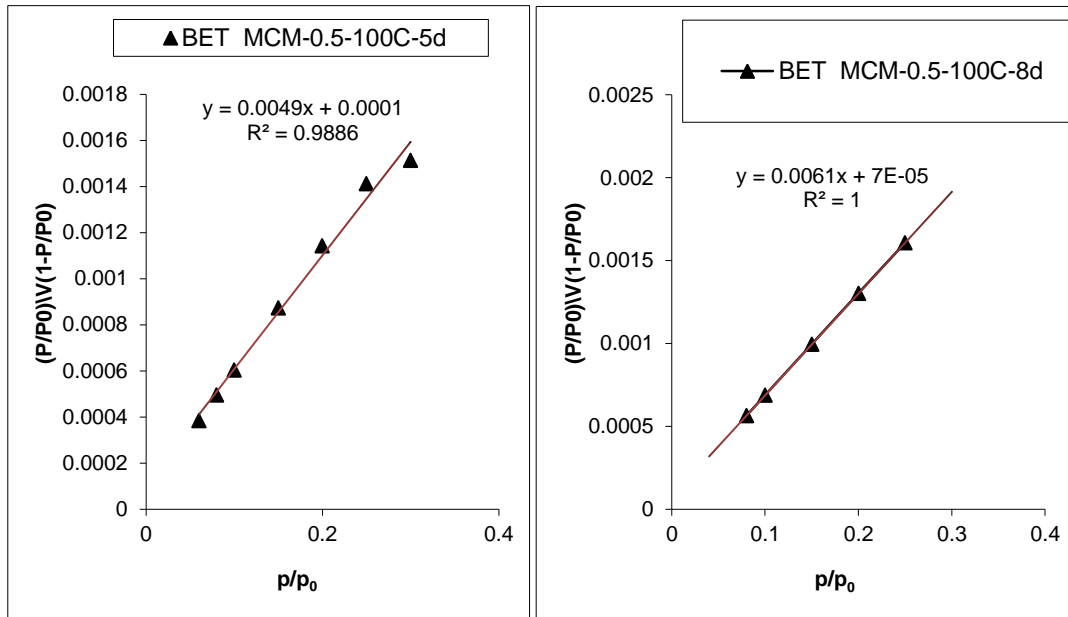 BET MCM-0.5-100C-5d
y = 0.0049x + 0.0001
R² = 0.9886
(P/P0)\V(1-P/P0)
0.0018
0.0016
0.0014
0.0012
0.001
0.0008
0.0006
0.0004
0.0002
0
0 0.2 0.4
p/p₀
BET MCM-0.5-100C-8d
y = 0.0061x + 7E-05
R² = 1
(P/P0)\V(1-P/P0)
0.0025
0.002
0.0015
0.001
0.0005
0
0 0.1 0.2 0.3 0.4
p/p₀